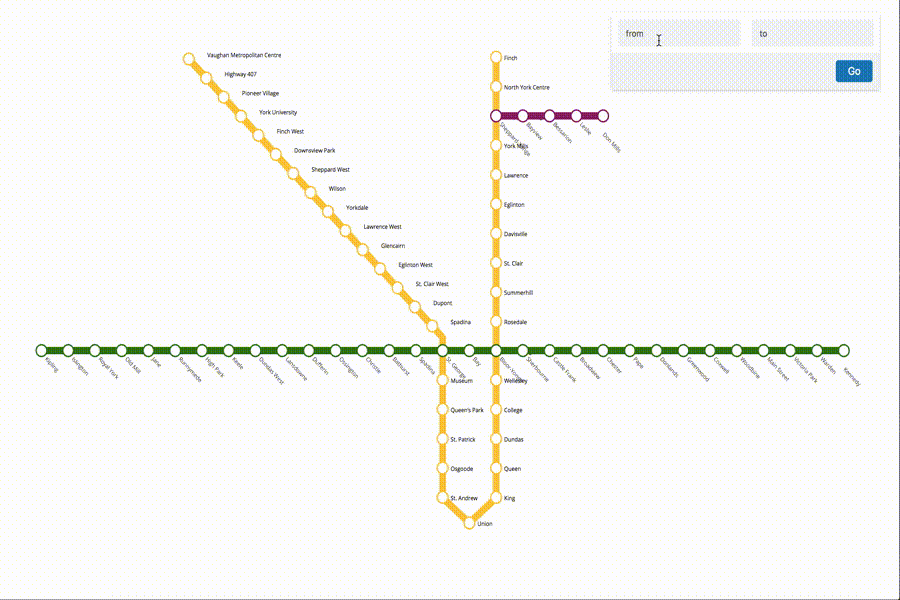 from
to
Go
Vaughan Metropolitan Centre
Highway 407
Pioneer Village
York University
Finch West
Downsview Park
Sheppard West
Wilson
Yorkdale
Lawrence West
Glencairn
Eglinton West
St. Clair West
Dupont
Spadina
Finch
North York Centre
Sheppard-Yonge
Bayview
Bessarion
Leslie
Don Mills
York Mills
Lawrence
Eglinton
Davisville
St. Clair
Summerhill
Rosedale
Kipling
Islington
Royal York
Old Mill
Jane
Runnymede
High Park
Keele
Dundas West
Lansdowne
Dufferin
Ossington
Christie
Bathurst
Spadina
St. George
Bay
Bloor-Yonge
Sherbourne
Castle Frank
Broadview
Chester
Pape
Donlands
Greenwood
Coxwell
Woodbine
Main Street
Victoria Park
Warden
Kennedy
Museum
Queen's Park
St. Patrick
Osgoode
St. Andrew
Union
Wellesley
College
Dundas
Queen
King